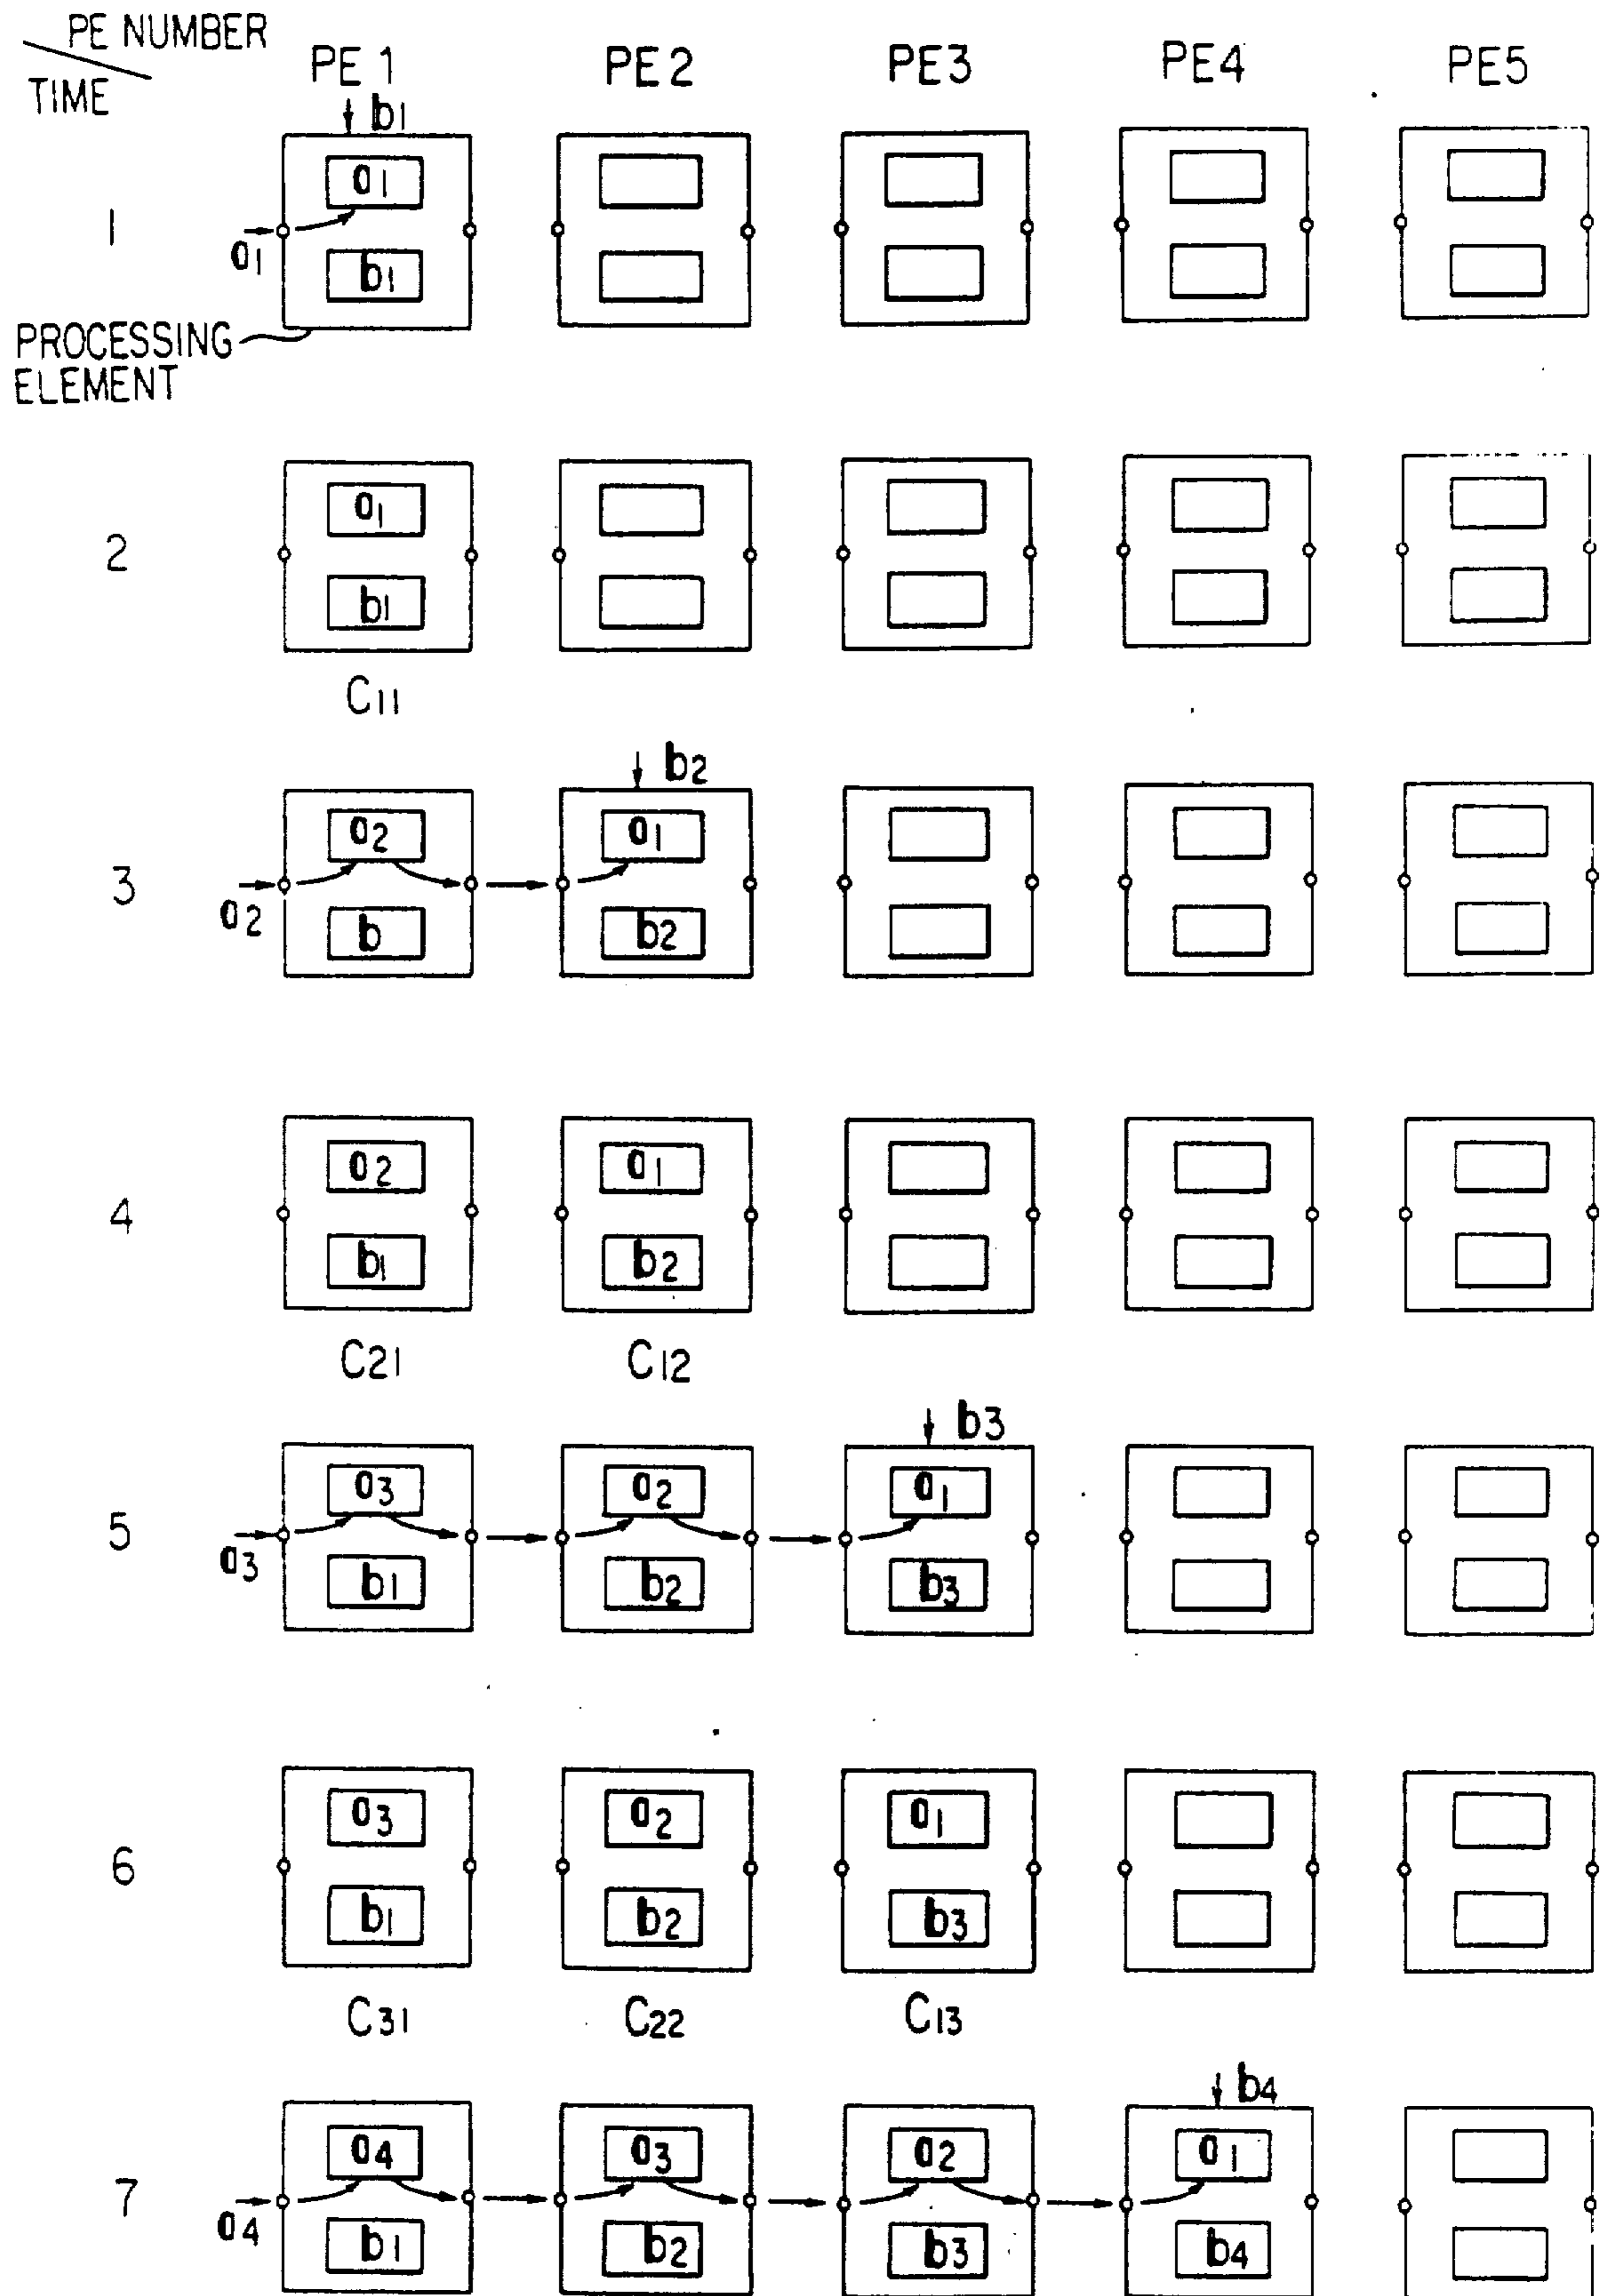 PE NUMBER
TIME
PE 1 PE 2 PE3 PE4 PE5
b1
a1
1
a1
b1
PROCESSING
ELEMENT
a1
2
b1
C11
b2
a2 a1
3
a2
b b2
a2 a1
4
b1 b2
C21 C12
b3
a3 a2 a1
5
a3
b1 b2 b3
a3 a2 a1
6
b1 b2 b3
C31 C22 C13
b4
a4 a3 a2 a1
7
a4
b1 b2 b3 b4